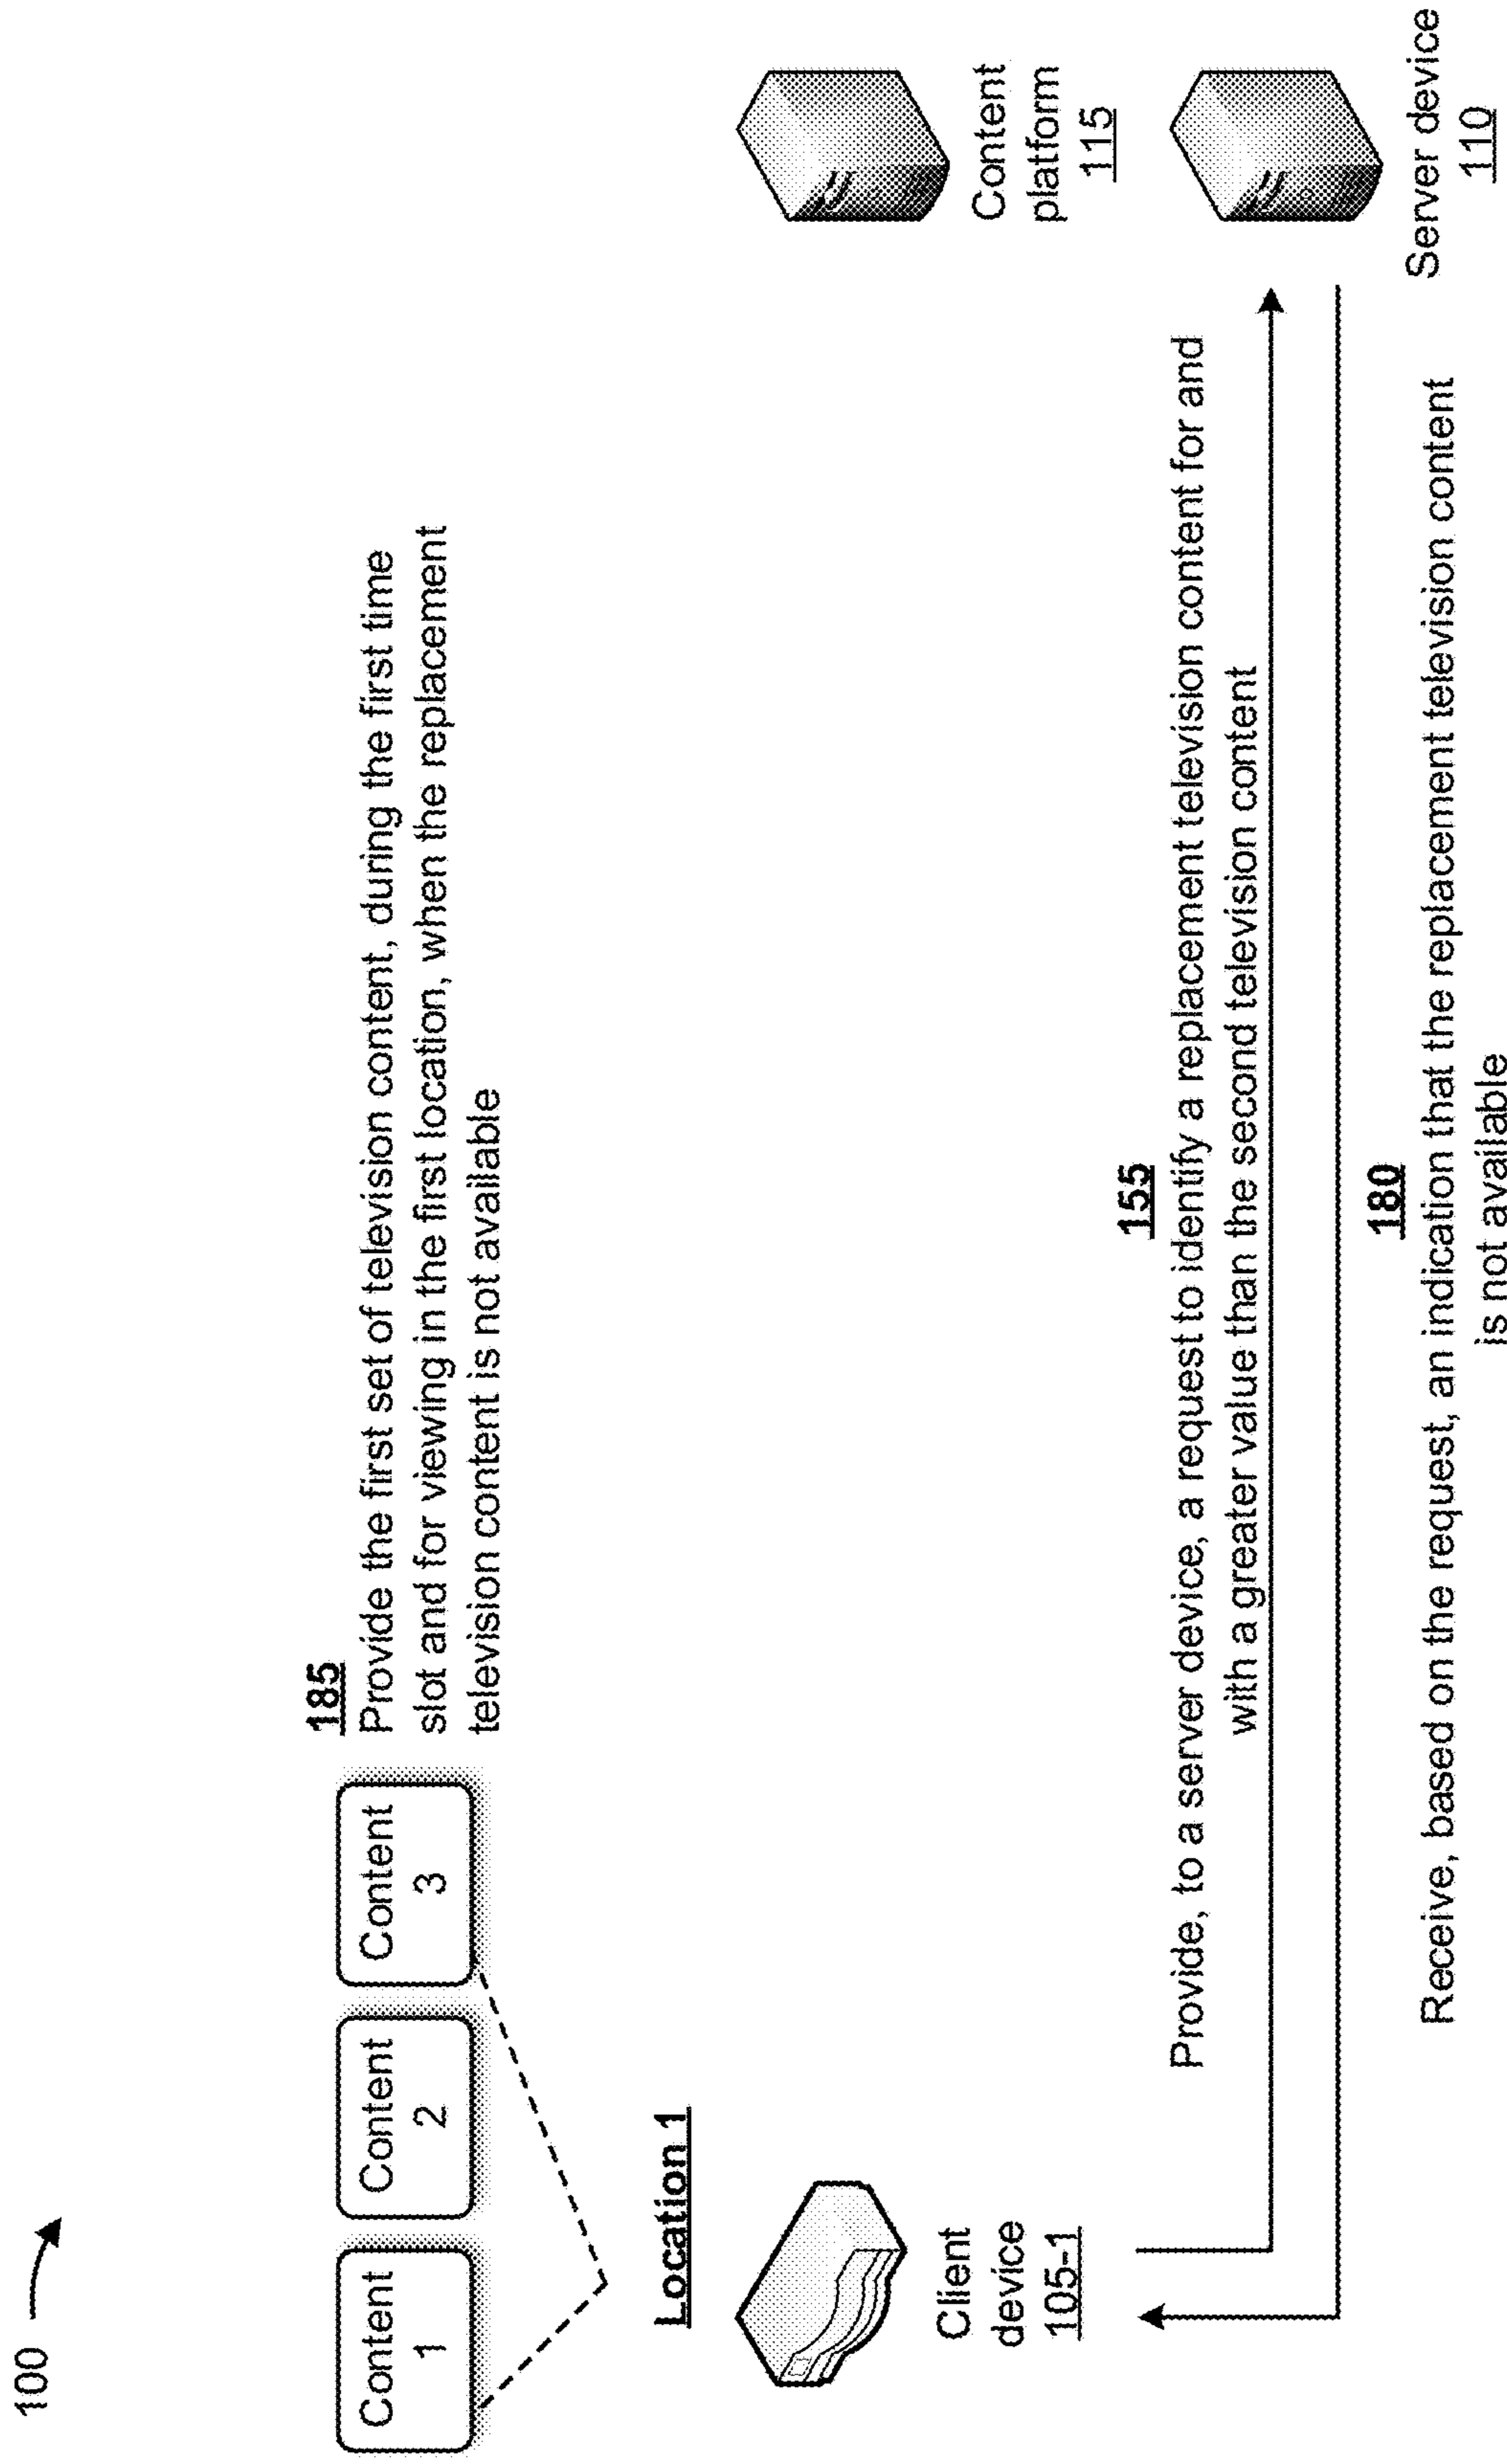 100
Content
1
Content
2
Content
3
185
Provide the first set of television content, during the first time
slot and for viewing in the first location, when the replacement
television content is not available
Location 1
Client
device
105-1
Content
platform
115
155
Provide, to a server device, a request to identify a replacement television content for and
with a greater value than the second television content
Server device
110
180
Receive, based on the request, an indication that the replacement television content
is not available